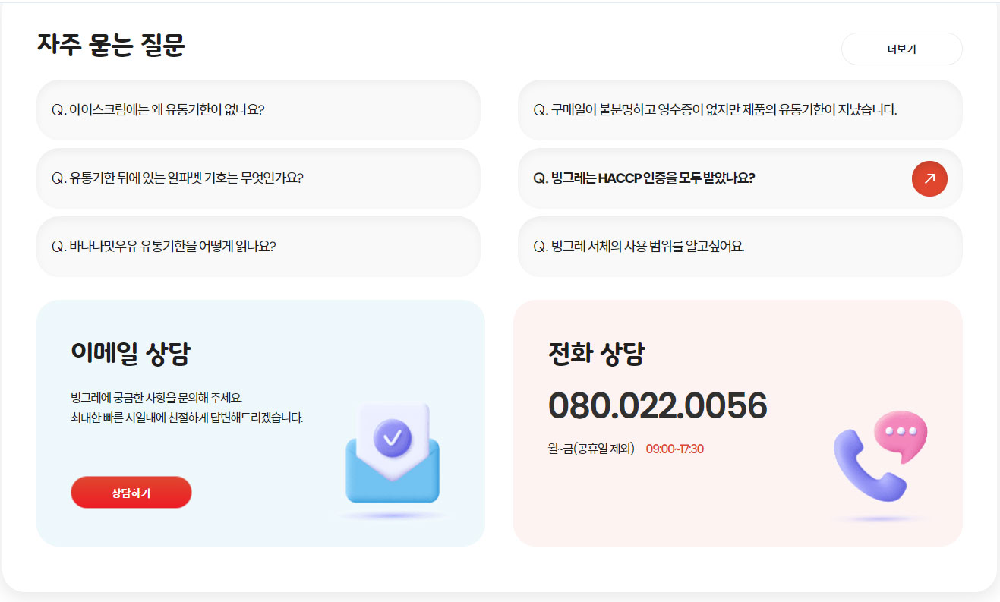 자주 묻는 질문
더보기
Q. 아이스크림에는 왜 유통기한이 없나요?
Q. 구매일이 불분명하고 영수증이 없지만 제품의 유통기한이 지났습니다.
Q. 유통기한 뒤에 있는 알파벳 기호는 무엇인가요?
Q. 빙그레는 HACCP 인증을 모두 받았나요?
Q. 바나나맛우유 유통기한을 어떻게 읽나요?
Q. 빙그레 서체의 사용 범위를 알고싶어요.
이메일 상담
빙그레에 궁금한 사항을 문의해 주세요.
최대한 빠른 시일내에 친절하게 답변해드리겠습니다.
상담하기
전화 상담
080.022.0056
월~금(공휴일 제외) 09:00~17:30